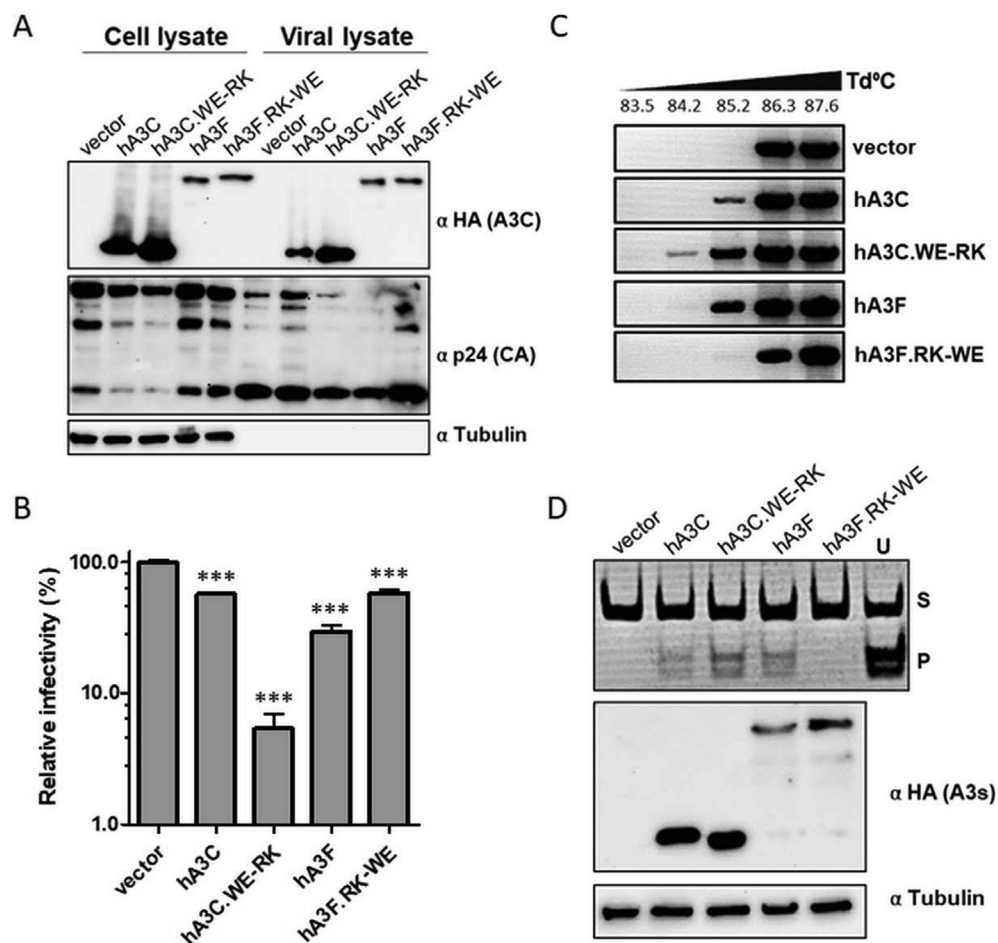 A
Cell lysate Viral lysate
vector hA3C hA3C.WE-RK hA3F hA3F.RK-WE vector hA3C hA3C.WE-RK hA3F hA3F.RK-WE
α HA (A3C)
α p24 (CA)
α Tubulin
B
Relative infectivity (%)
100.0
10.0
1.0
*** *** *** ***
vector hA3C hA3C.WE-RK hA3F hA3F.RK-WE
C
Tdº​C
83.5 84.2 85.2 86.3 87.6
vector
hA3C
hA3C.WE-RK
hA3F
hA3F.RK-WE
D
vector hA3C hA3C.WE-RK hA3F hA3F.RK-WE U
S
P
α HA (A3s)
α Tubulin